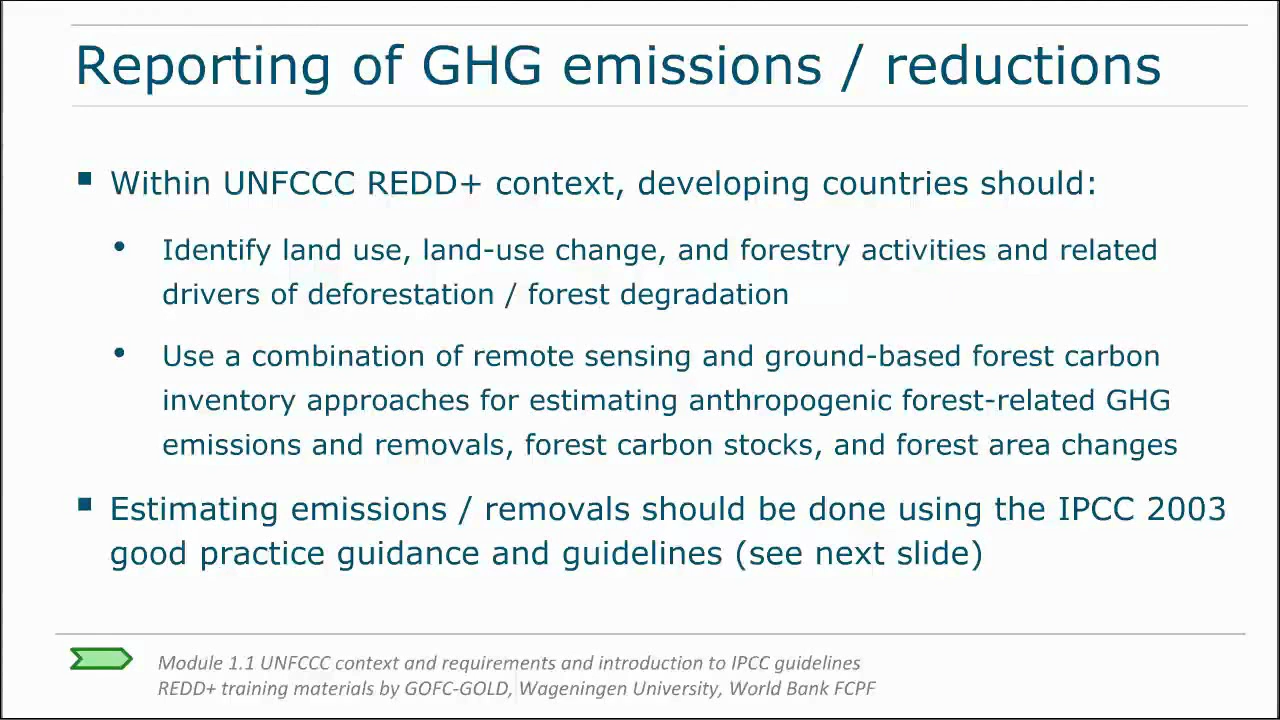 Reporting of GHG emissions / reductions
▪ Within UNFCCC REDD+ context, developing countries should:
• Identify land use, land-use change, and forestry activities and related
drivers of deforestation / forest degradation
• Use a combination of remote sensing and ground-based forest carbon
inventory approaches for estimating anthropogenic forest-related GHG
emissions and removals, forest carbon stocks, and forest area changes
▪ Estimating emissions / removals should be done using the IPCC 2003
good practice guidance and guidelines (see next slide)
Module 1.1 UNFCCC context and requirements and introduction to IPCC guidelines
REDD+ training materials by GOFC-GOLD, Wageningen University, World Bank FCPF